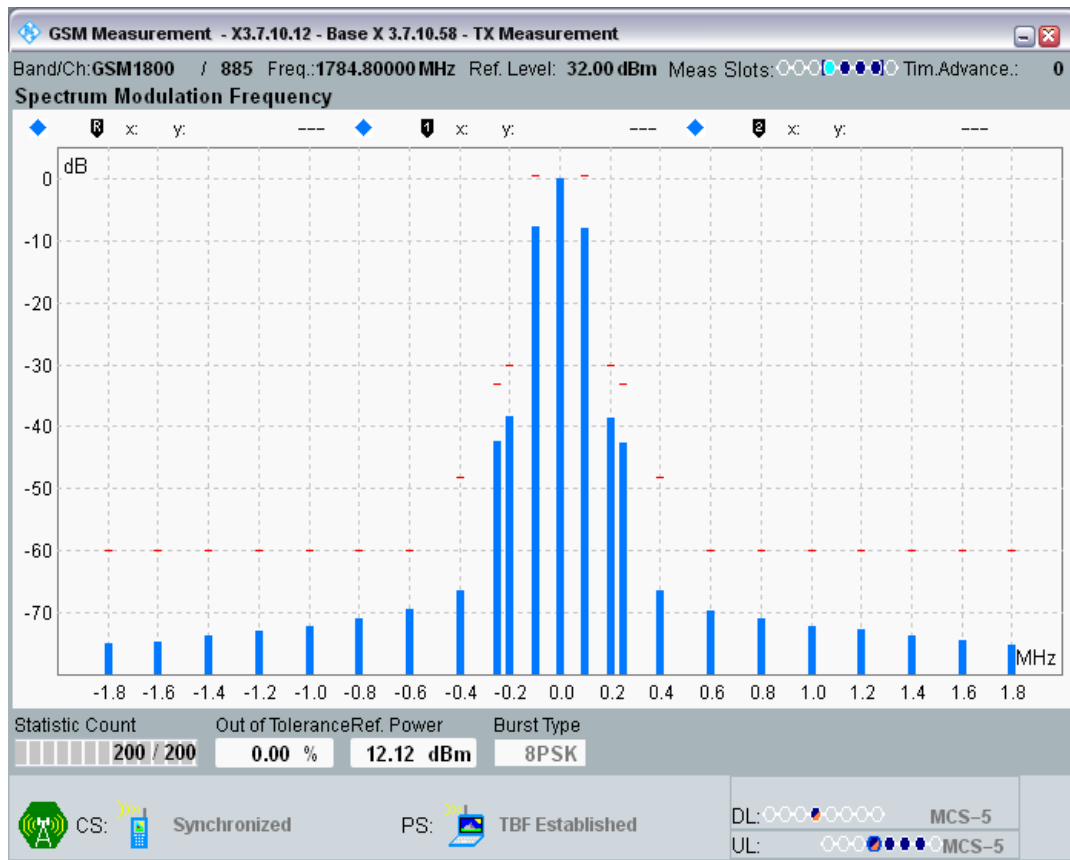 GSM Measurement - X3.7.10.12 - Base X 3.7.10.58 - TX Measurement
Band/Ch:GSM1800 / 885 Freq.:1784.80000 MHz Ref. Level: 32.00 dBm Meas Slots: Tim.Advance.: 0
Spectrum Modulation Frequency
R x: y: --- 1 x: y: --- 2 x: y: ---
dB
0
-10
-20
-30
-40
-50
-60
-70
MHz
-1.8 -1.6 -1.4 -1.2 -1.0 -0.8 -0.6 -0.4 -0.2 0.0 0.2 0.4 0.6 0.8 1.0 1.2 1.4 1.6 1.8
Statistic Count Out of Tolerance Ref. Power Burst Type
200 / 200 0.00 % 12.12 dBm 8PSK
CS: Synchronized PS: TBF Established
DL: MCS-5
UL: MCS-5